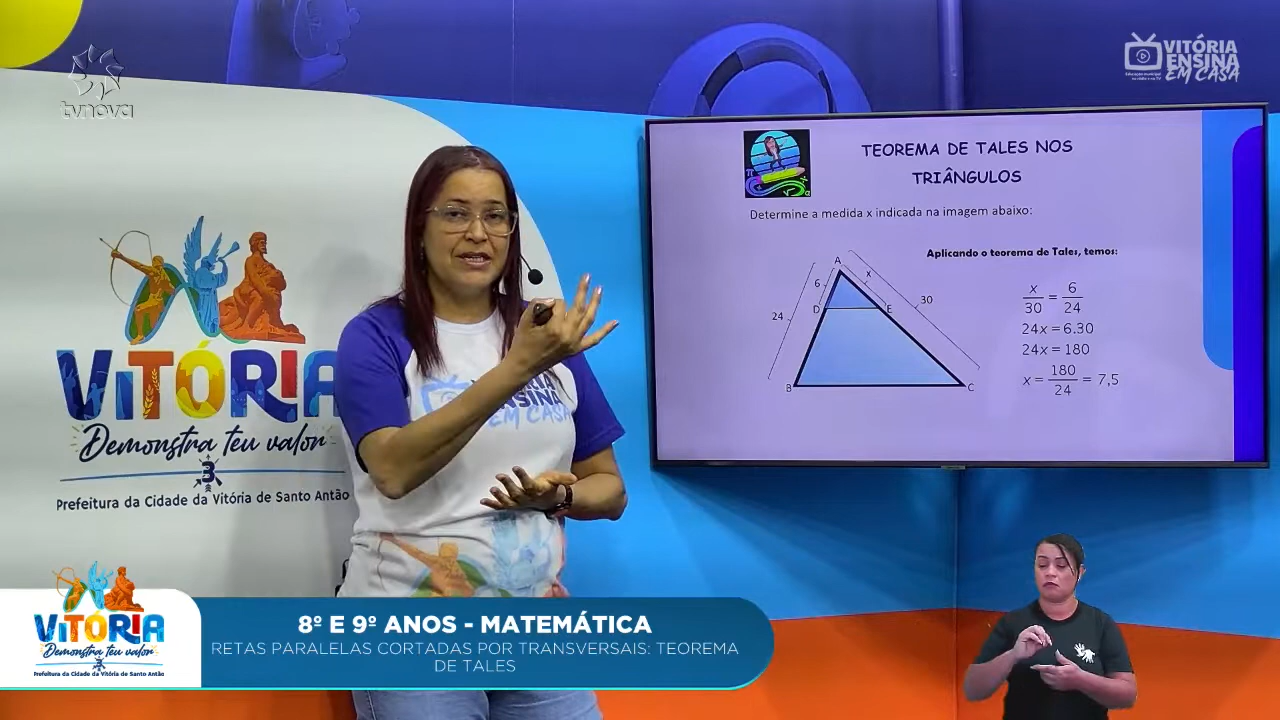 tvnova
VITÓRIA
ENSINA
EM CASA
TEOREMA DE TALES NOS
TRIÂNGULOS
Determine a medida x indicada na imagem abaixo:
Aplicando o teorema de Tales, temos:
A
6
x
D
E
24
30
B
C
x/30 = 6/24
24x = 6.30
24x = 180
x = 180/24 = 7,5
VITÓRIA
Demonstra teu valor
3
Prefeitura da Cidade da Vitória de Santo Antão
ENSINA
EM CASA
VITÓRIA
Demonstra teu valor
3
Prefeitura da Cidade da Vitória de Santo Antão
8º E 9º ANOS - MATEMÁTICA
RETAS PARALELAS CORTADAS POR TRANSVERSAIS: TEOREMA
DE TALES